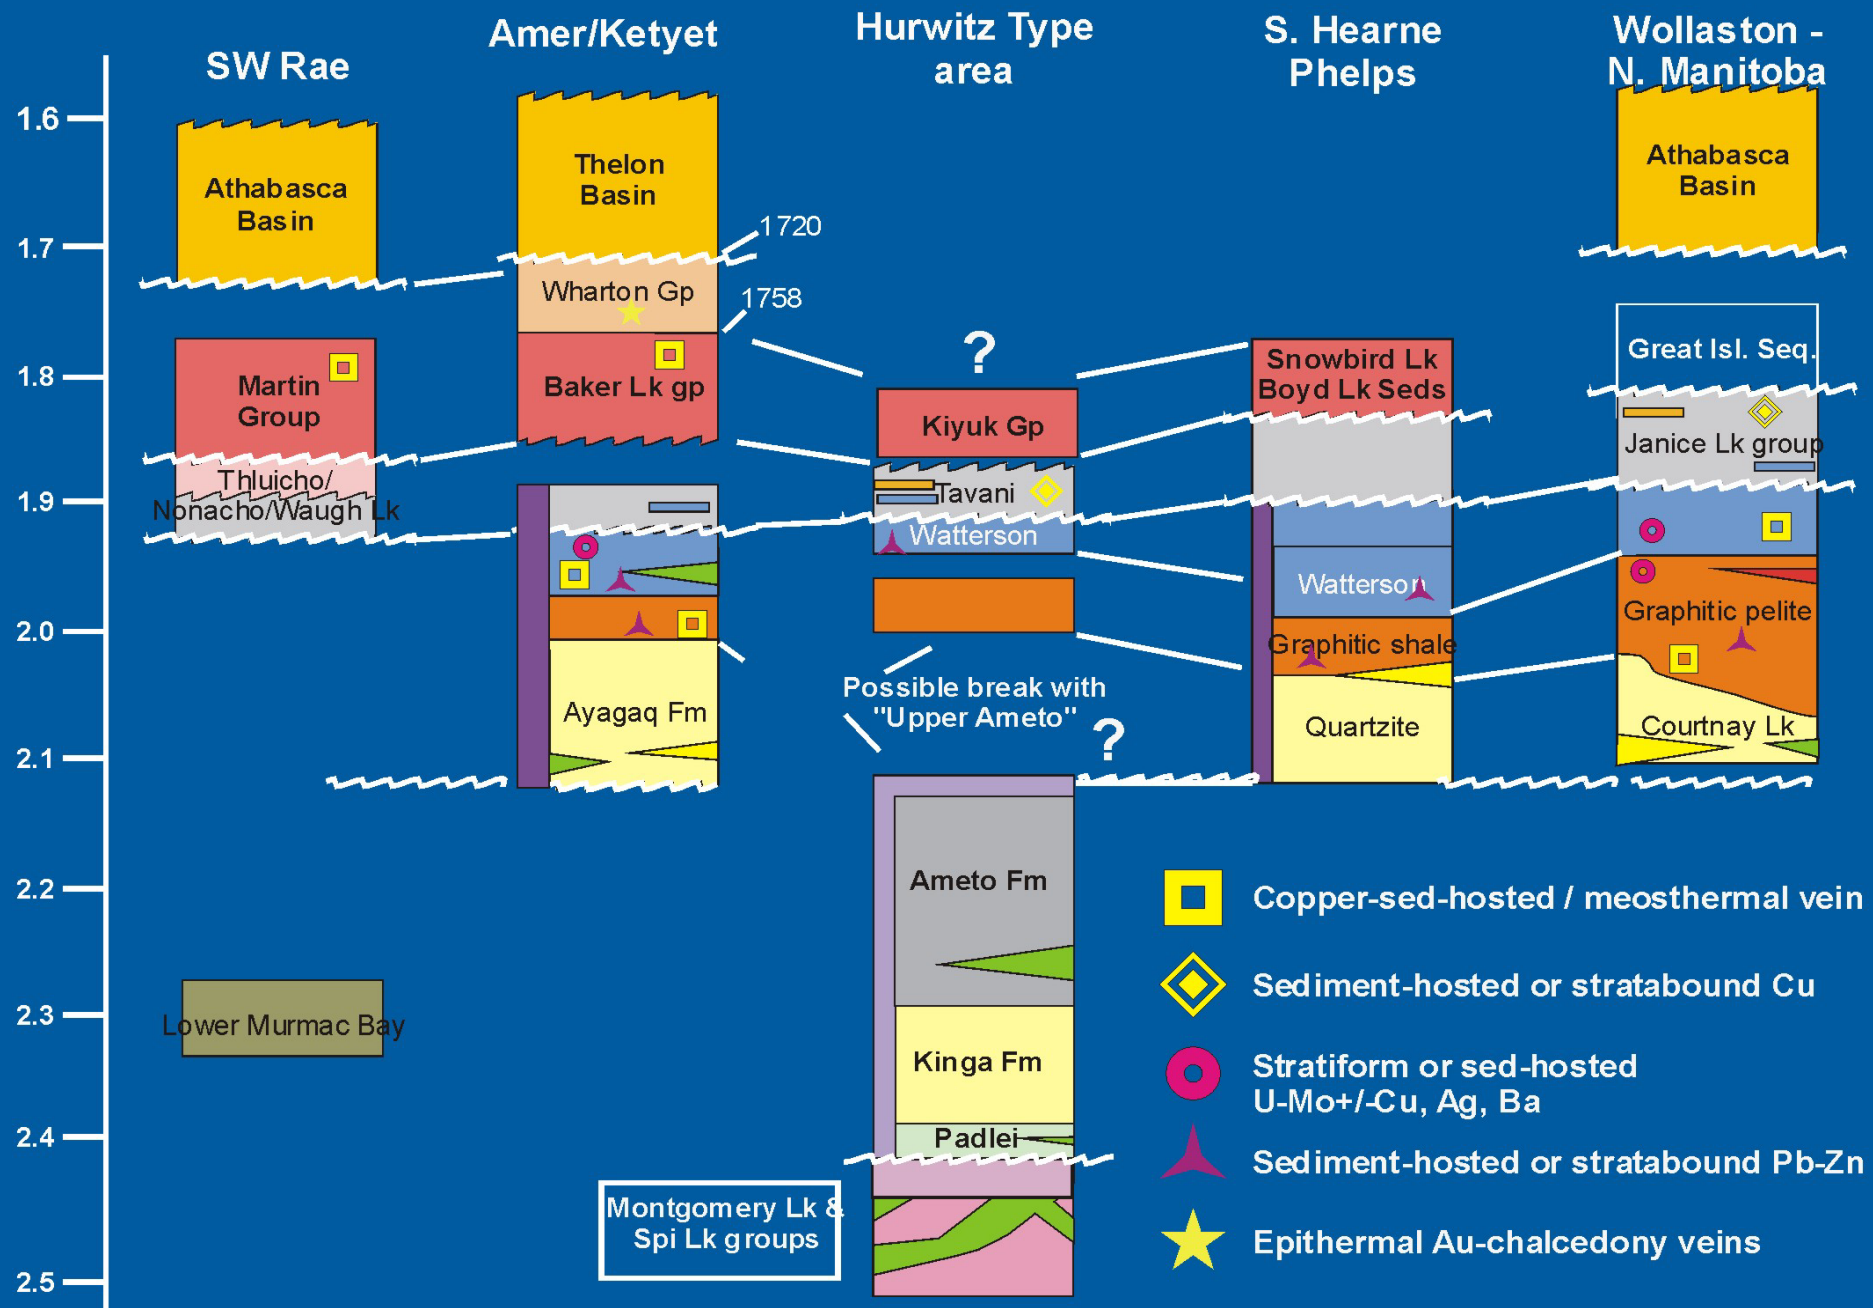 SW Rae
Amer/Ketyet
Hurwitz Type
area
S. Hearne
Phelps
Wollaston -
N. Manitoba
1.6
1.7
1.8
1.9
2.0
2.1
2.2
2.3
2.4
2.5
Athabasca
Basin
Martin
Group
Thluicho/
Nonacho/Waugh Lk
Lower Murmac Bay
Thelon
Basin
1720
Wharton Gp
1758
Baker Lk gp
Ayagaq Fm
?
Kiyuk Gp
Tavani
Watterson
Possible break with
"Upper Ameto"
?
Ameto Fm
Kinga Fm
Padlei
Montgomery Lk &
Spi Lk groups
Snowbird Lk
Boyd Lk Seds
Watterson
Graphitic shale
Quartzite
Athabasca
Basin
Great Isl. Seq.
Janice Lk group
Graphitic pelite
Courtnay Lk
Copper-sed-hosted / meosthermal vein
Sediment-hosted or stratabound Cu
Stratiform or sed-hosted
U-Mo+/-Cu, Ag, Ba
Sediment-hosted or stratabound Pb-Zn
Epithermal Au-chalcedony veins